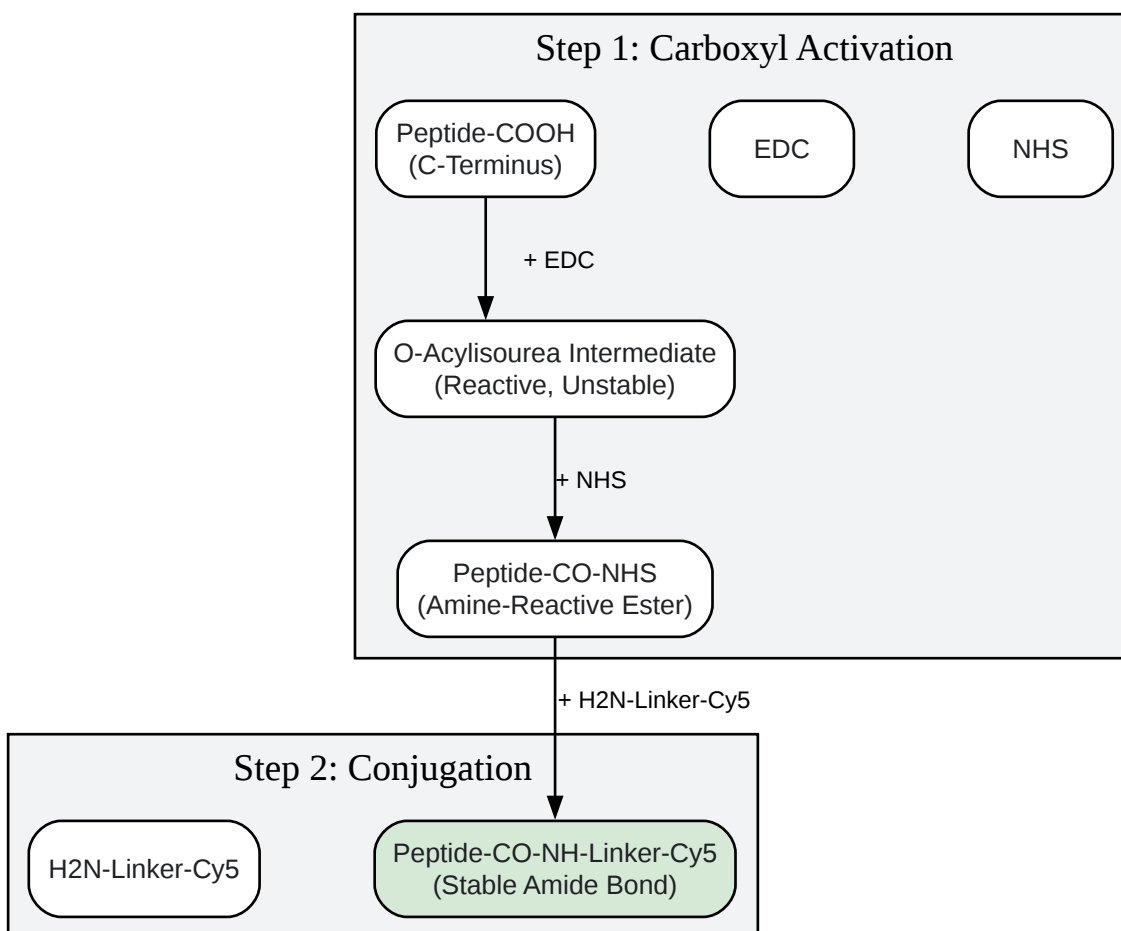 Step 1: Carboxyl Activation
Peptide-COOH
(C-Terminus)
EDC
NHS
+ EDC
O-Acylisourea Intermediate
(Reactive, Unstable)
+ NHS
Peptide-CO-NHS
(Amine-Reactive Ester)
+ H2N-Linker-Cy5
Step 2: Conjugation
H2N-Linker-Cy5
Peptide-CO-NH-Linker-Cy5
(Stable Amide Bond)